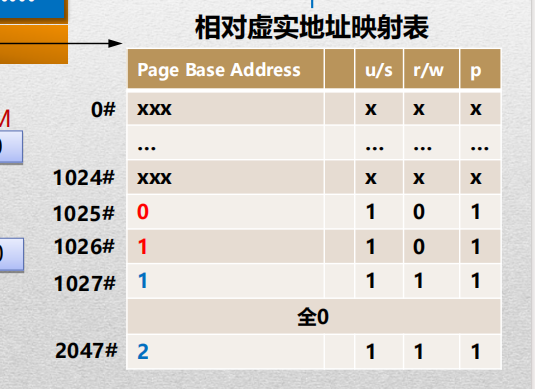 相对虚实地址映射表
Page Base Address u/s r/w p
0# xxx x x x
... ... ... ...
1024# xxx x x x
1025# 0 1 0 1
1026# 1 1 0 1
1027# 1 1 1 1
全0
2047# 2 1 1 1
M